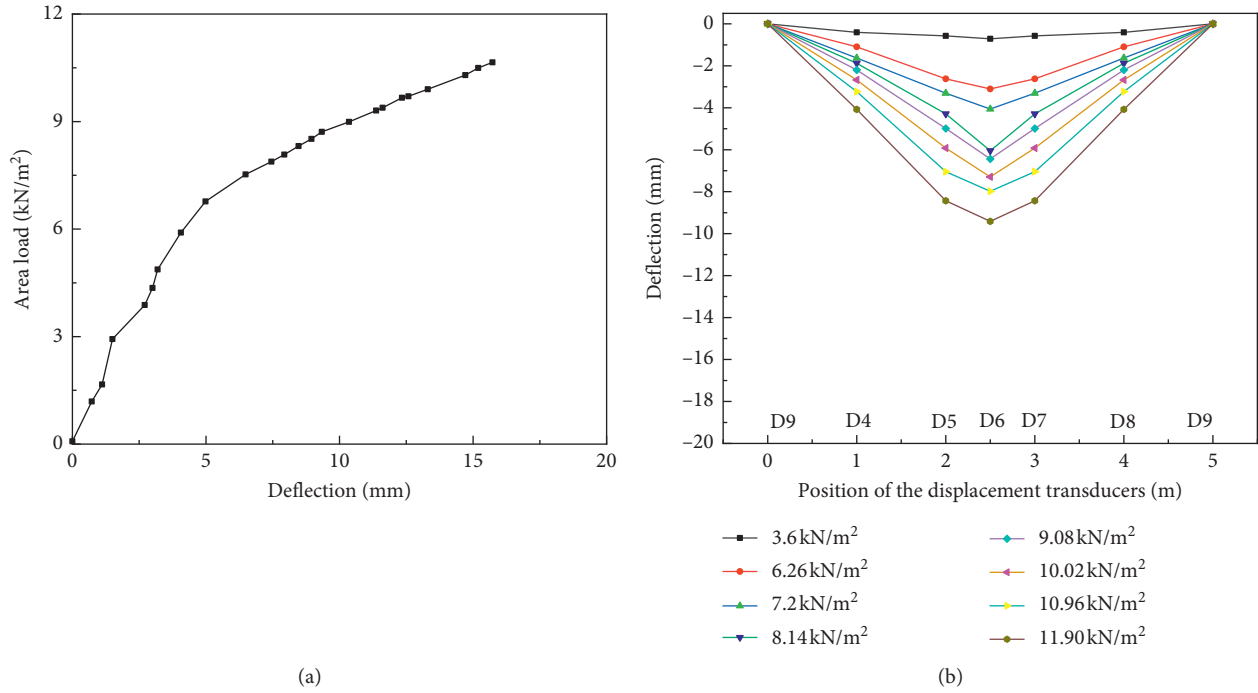 12
9
6
3
0
Area load (kN/m²)
0 5 10 15 20
Deflection (mm)
(a)
0
–2
–4
–6
–8
–10
–12
–14
–16
–18
–20
Deflection (mm)
D9 D4 D5 D6 D7 D8 D9
0 1 2 3 4 5
Position of the displacement transducers (m)
3.6 kN/m² 9.08 kN/m²
6.26 kN/m² 10.02 kN/m²
7.2 kN/m² 10.96 kN/m²
8.14 kN/m² 11.90 kN/m²
(b)